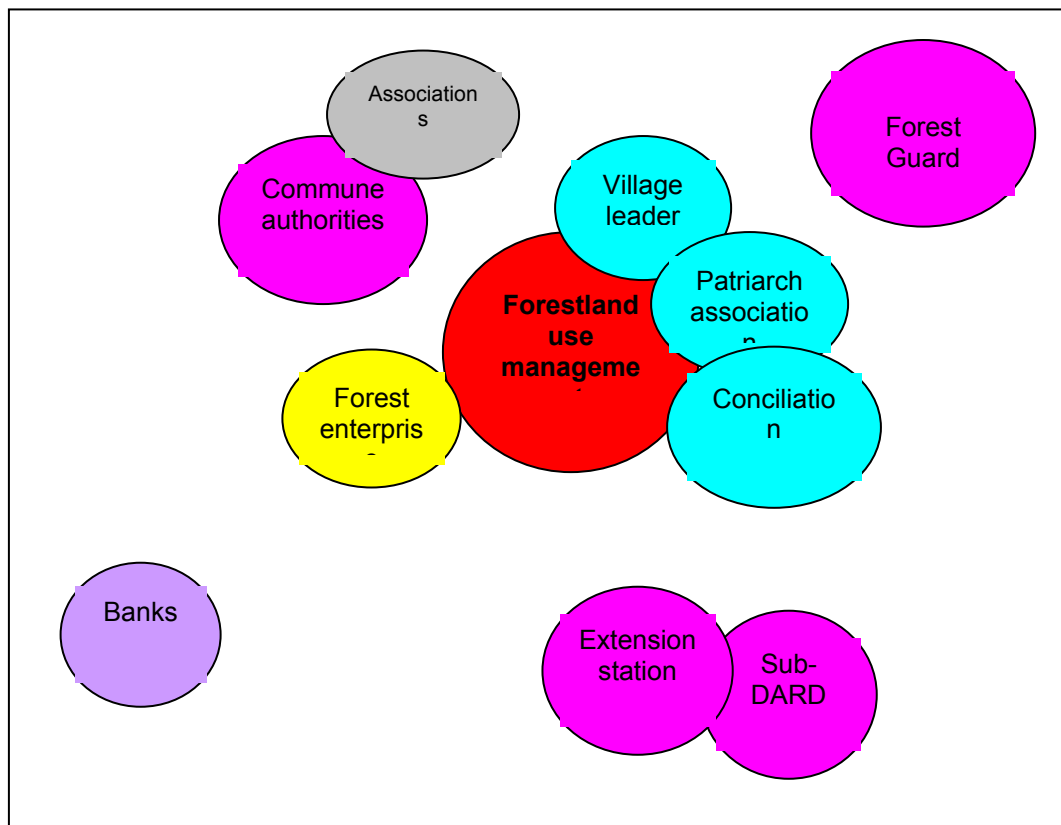 Association
s
Forest
Guard
Commune
authorities
Village
leader
Patriarch
associatio
n
Forestland
use
manageme
Forest
enterpris
Conciliatio
n
Banks
Extension
station
Sub-
DARD